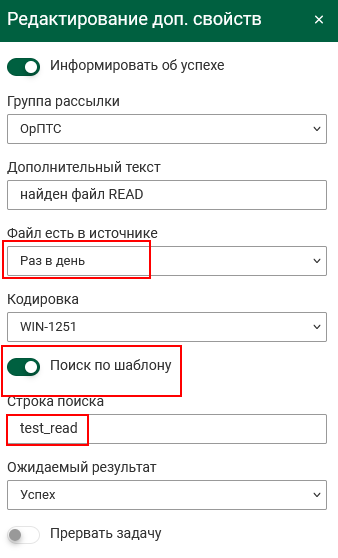 Редактирование доп. свойств ×
Информировать об успехе
Группа рассылки
ОрПТС
Дополнительный текст
найден файл READ
Файл есть в источнике
Раз в день
Кодировка
WIN-1251
Поиск по шаблону
Строка поиска
test_read
Ожидаемый результат
Успех
Прервать задачу